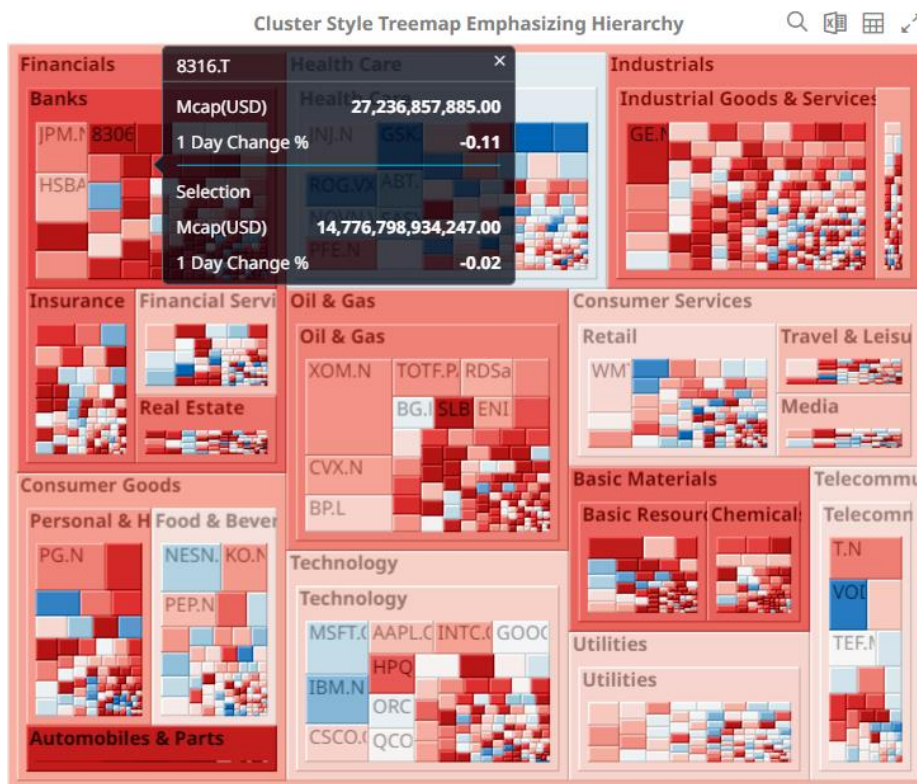 Cluster Style Treemap Emphasizing Hierarchy
Financials
Health Care
Industrials
8316.T
Mcap(USD) 27,236,857,885.00
1 Day Change % -0.11
Selection
Mcap(USD) 14,776,798,934,247.00
1 Day Change % -0.02
Banks
JPM.N
8306
HSBA
Health Care
JNJ.N
GSK.
ROG.VX
ABT.
NOVN.V
PFE.N
Industrial Goods & Services
GE.N
Insurance
Financial Servi
Real Estate
Oil & Gas
Oil & Gas
XOM.N
TOTF.PA
RDSa
BG.L
SLB
ENI
CVX.N
BP.L
Consumer Services
Retail
WMT
Travel & Leisu
Media
Consumer Goods
Personal & H
Food & Bever
PG.N
NESN.
KO.N
PEP.N
Automobiles & Parts
Technology
Technology
MSFT.O
AAPL.O
INTC.O
GOOG
HPQ
IBM.N
ORC
CSCO.O
QCO
Basic Materials
Basic Resour
Chemicals
Utilities
Utilities
Telecommu
Telecomm
T.N
VOD
TEF.M